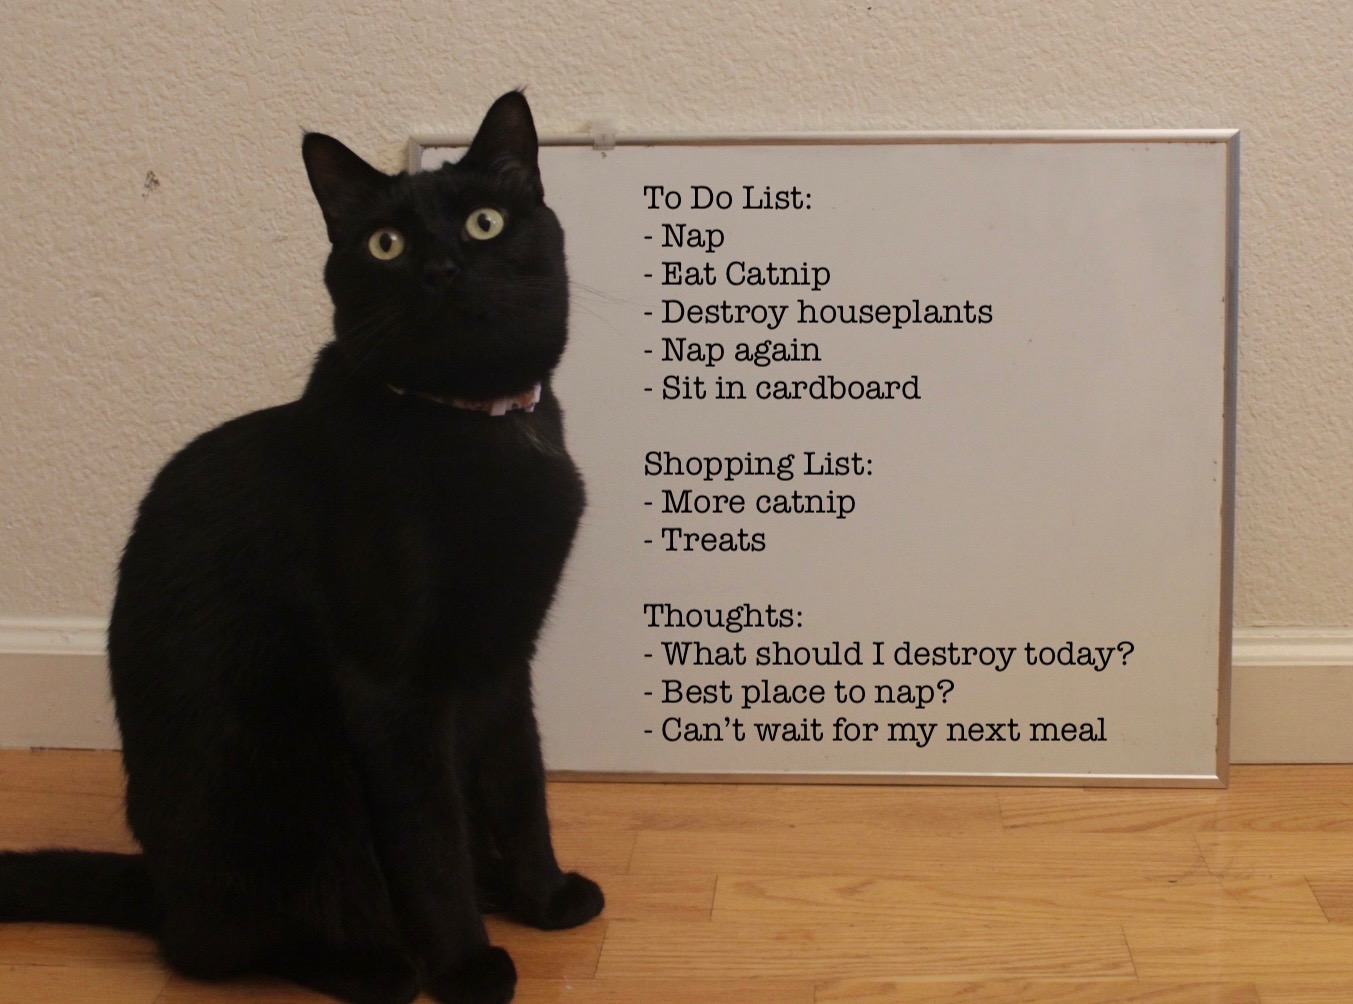 To Do List:
- Nap
- Eat Catnip
- Destroy houseplants
- Nap again
- Sit in cardboard
Shopping List:
- More catnip
- Treats
Thoughts:
- What should I destroy today?
- Best place to nap?
- Can't wait for my next meal